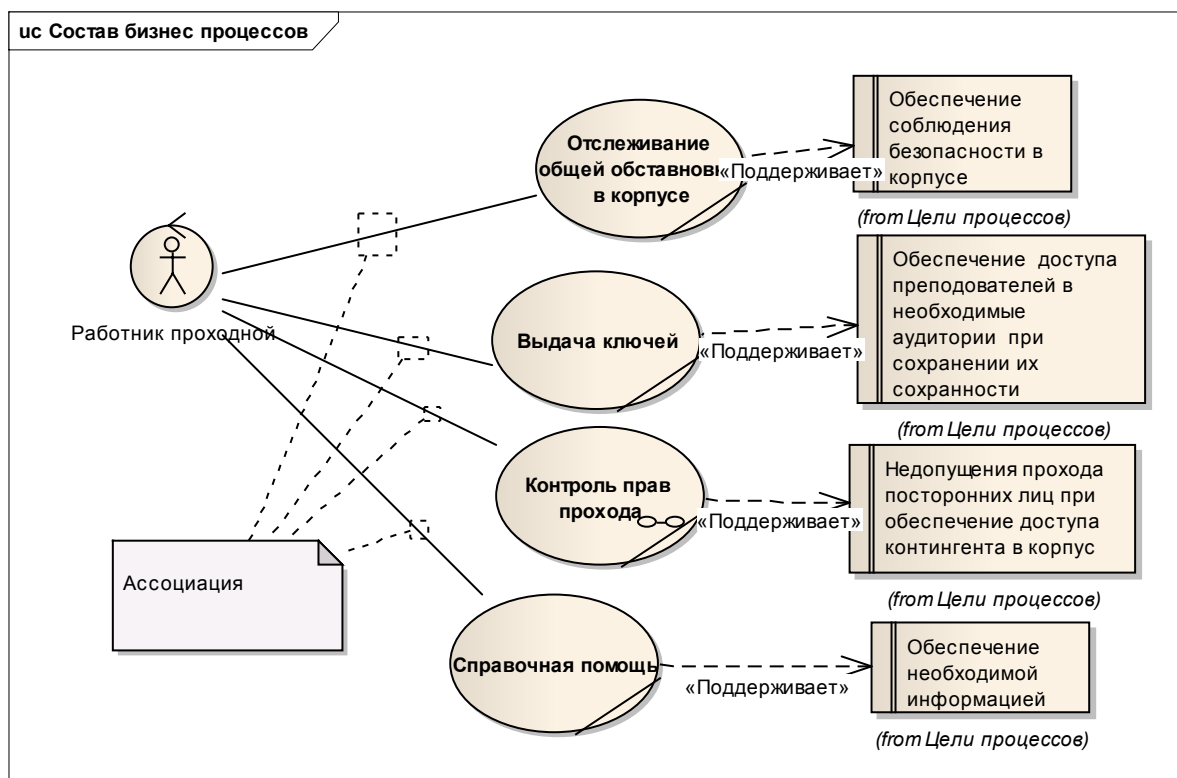 uc Состав бизнес процессов
Отслеживание
общей обставновки
в корпусе
«Поддерживает»
Обеспечение
соблюдения
безопасности в
корпусе
(from Цели процессов)
Работник проходной
Выдача ключей
«Поддерживает»
Обеспечение доступа
преподователей в
необходимые
аудитории при
сохранении их
сохранности
(from Цели процессов)
Контроль прав
прохода
«Поддерживает»
Недопущения прохода
посторонних лиц при
обеспечение доступа
контингента в корпус
(from Цели процессов)
Ассоциация
Справочная помощь
«Поддерживает»
Обеспечение
необходимой
информацией
(from Цели процессов)